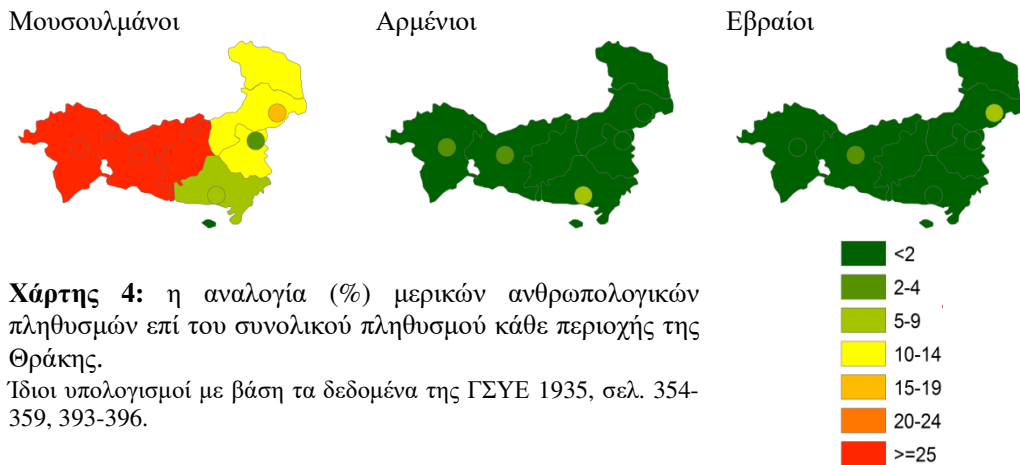 Μουσουλμάνοι
Αρμένιοι
Εβραίοι
Χάρτης 4: η αναλογία (%) μερικών ανθρωπολογικών
πληθυσμών επί του συνολικού πληθυσμού κάθε περιοχής της
Θράκης.
Ίδιοι υπολογισμοί με βάση τα δεδομένα της ΓΣΥΕ 1935, σελ. 354-
359, 393-396.
<2
2-4
5-9
10-14
15-19
20-24
>=25